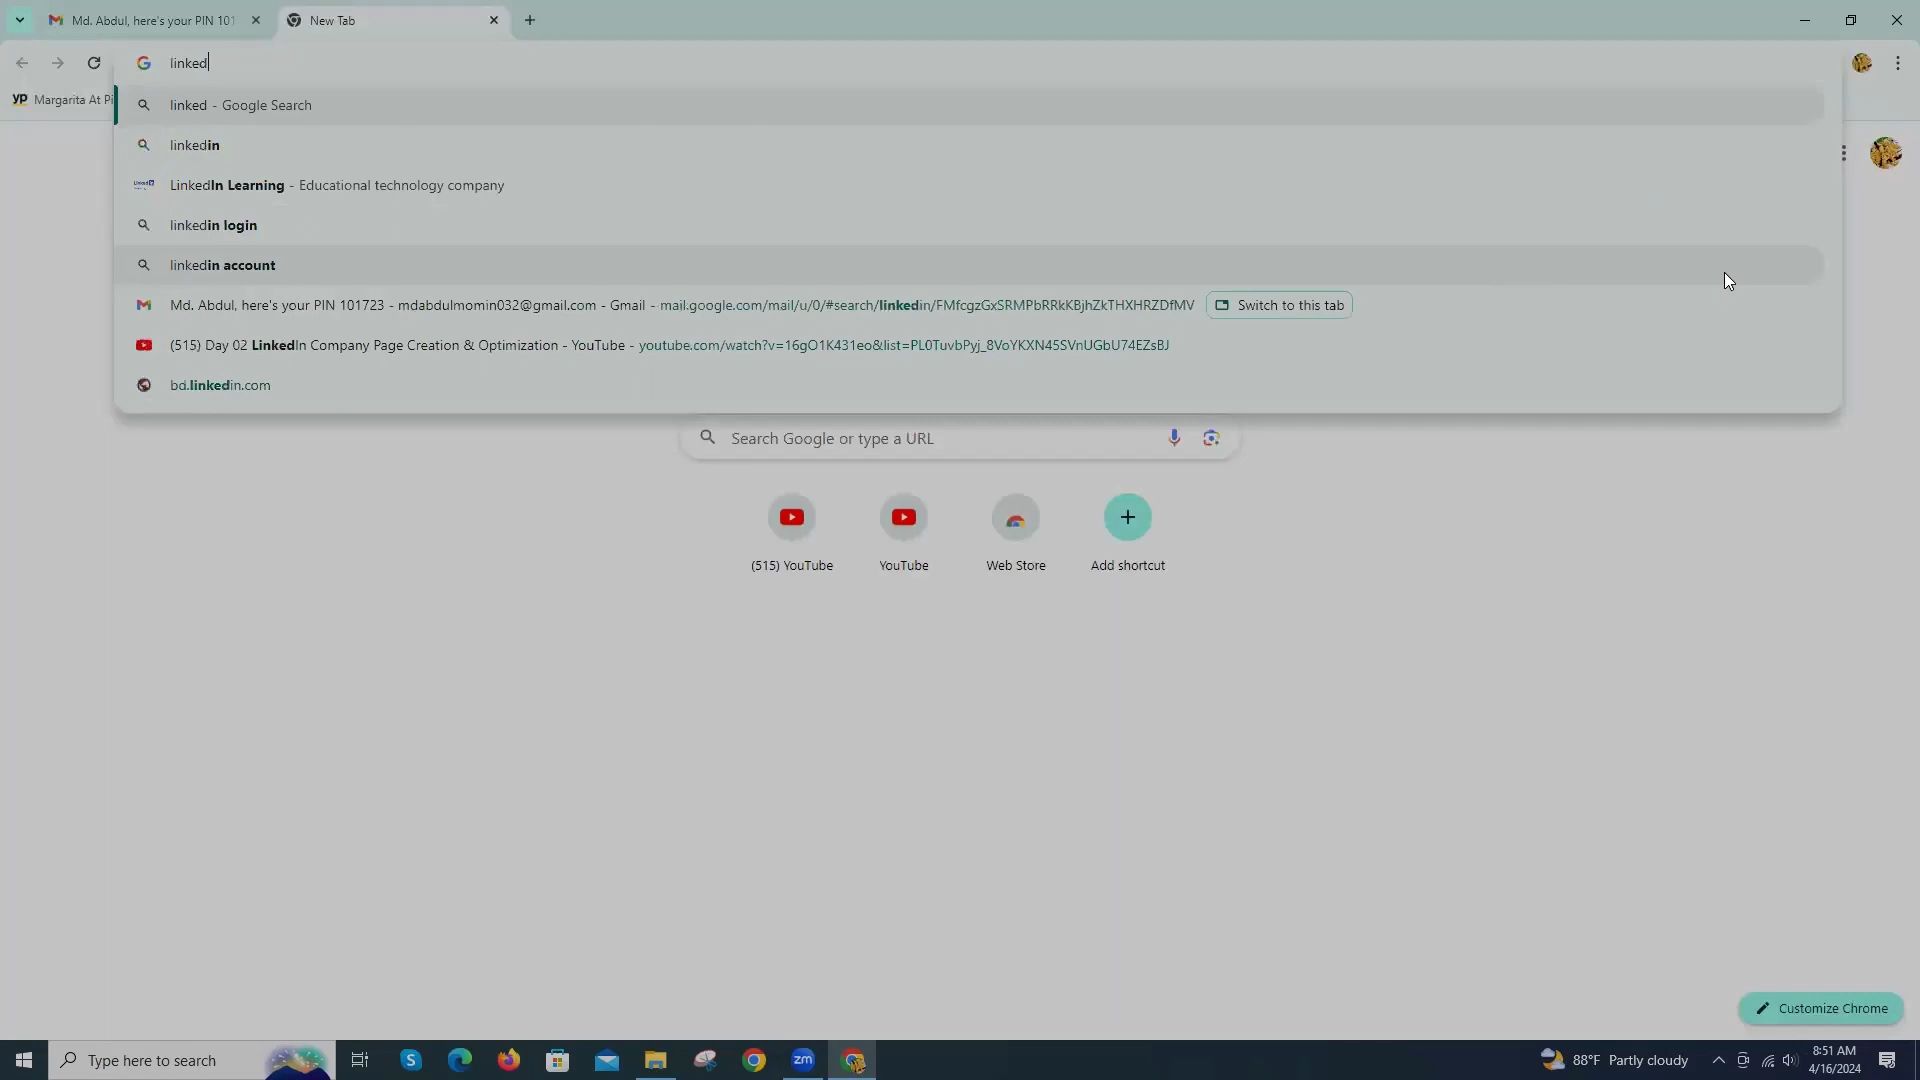 Md. Abdul, here's your PIN 101
New Tab
linked
yp Margarita At Pi
linked - Google Search
linkedin
LinkedIn Learning - Educational technology company
linkedin login
linkedin account
Md. Abdul, here's your PIN 101723 - mdabdulmomin032@gmail.com - Gmail - mail.google.com/mail/u/0/#search/linkedin/FMfcgzGxSRMPbRRkKBjhZkTHXHRZDfMV Switch to this tab
(515) Day 02 LinkedIn Company Page Creation & Optimization - YouTube - youtube.com/watch?v=16gO1K431eo&list=PL0TuvbPyj_8VoYKXN45SVnUGbU74EZsBJ
bd.linkedin.com
Search Google or type a URL
(515) YouTube
YouTube
Web Store
Add shortcut
Customize Chrome
Type here to search
S
zm
88°F Partly cloudy
8:51 AM
4/16/2024